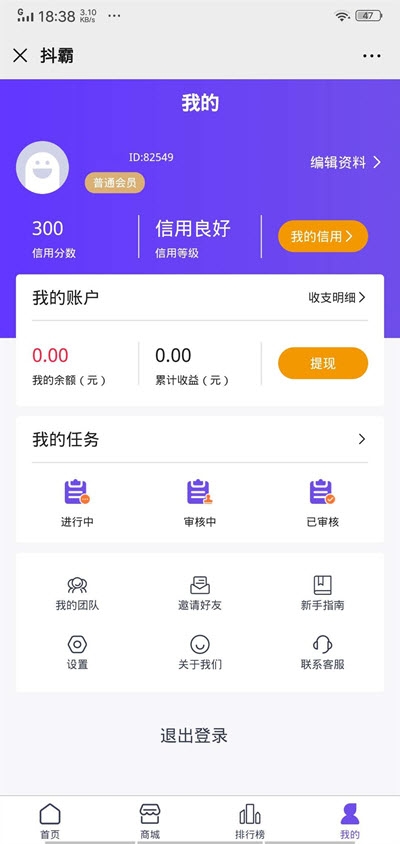 G 18:38 3.10 KB/s ··· 47
抖霸 ···
我的
ID:82549
普通会员
编辑资料
300 信用良好 我的信用
信用分数 信用等级
我的账户 收支明细
0.00 0.00 提现
我的余额（元） 累计收益（元）
我的任务
进行中 审核中 已审核
我的团队 邀请好友 新手指南
设置 关于我们 联系客服
退出登录
首页 商城 排行榜 我的